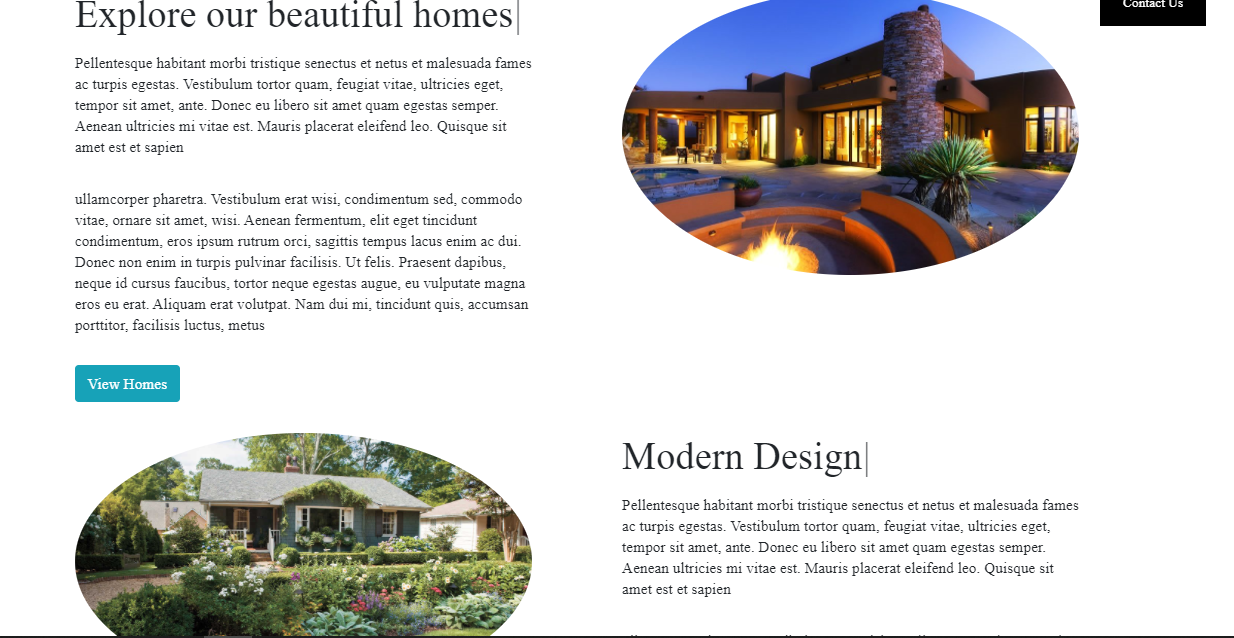 Explore our beautiful homes|
Contact Us
Pellentesque habitant morbi tristique senectus et netus et malesuada fames
ac turpis egestas. Vestibulum tortor quam, feugiat vitae, ultricies eget,
tempor sit amet, ante. Donec eu libero sit amet quam egestas semper.
Aenean ultricies mi vitae est. Mauris placerat eleifend leo. Quisque sit
amet est et sapien
ullamcorper pharetra. Vestibulum erat wisi, condimentum sed, commodo
vitae, ornare sit amet, wisi. Aenean fermentum, elit eget tincidunt
condimentum, eros ipsum rutrum orci, sagittis tempus lacus enim ac dui.
Donec non enim in turpis pulvinar facilisis. Ut felis. Praesent dapibus,
neque id cursus faucibus, tortor neque egestas augue, eu vulputate magna
eros eu erat. Aliquam erat volutpat. Nam dui mi, tincidunt quis, accumsan
porttitor, facilisis luctus, metus
View Homes
Modern Design|
Pellentesque habitant morbi tristique senectus et netus et malesuada fames
ac turpis egestas. Vestibulum tortor quam, feugiat vitae, ultricies eget,
tempor sit amet, ante. Donec eu libero sit amet quam egestas semper.
Aenean ultricies mi vitae est. Mauris placerat eleifend leo. Quisque sit
amet est et sapien